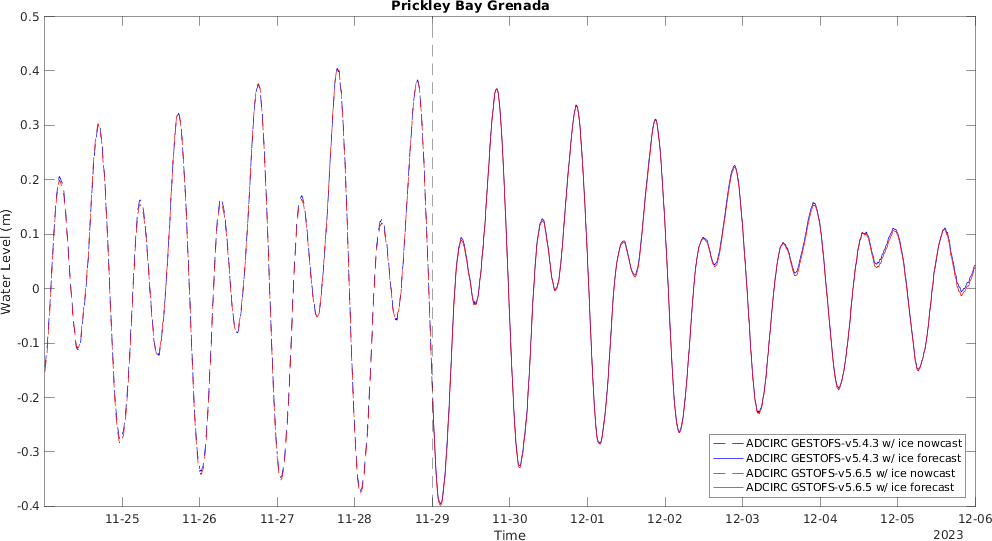 Prickley Bay Grenada
0.5
0.4
0.3
0.2
0.1
0
-0.1
-0.2
-0.3
-0.4
Water Level (m)
ADCIRC GESTOFS-v5.4.3 w/ ice nowcast
ADCIRC GESTOFS-v5.4.3 w/ ice forecast
ADCIRC GSTOFS-v5.6.5 w/ ice nowcast
ADCIRC GSTOFS-v5.6.5 w/ ice forecast
11-25 11-26 11-27 11-28 11-29 11-30 12-01 12-02 12-03 12-04 12-05 12-06
Time
2023